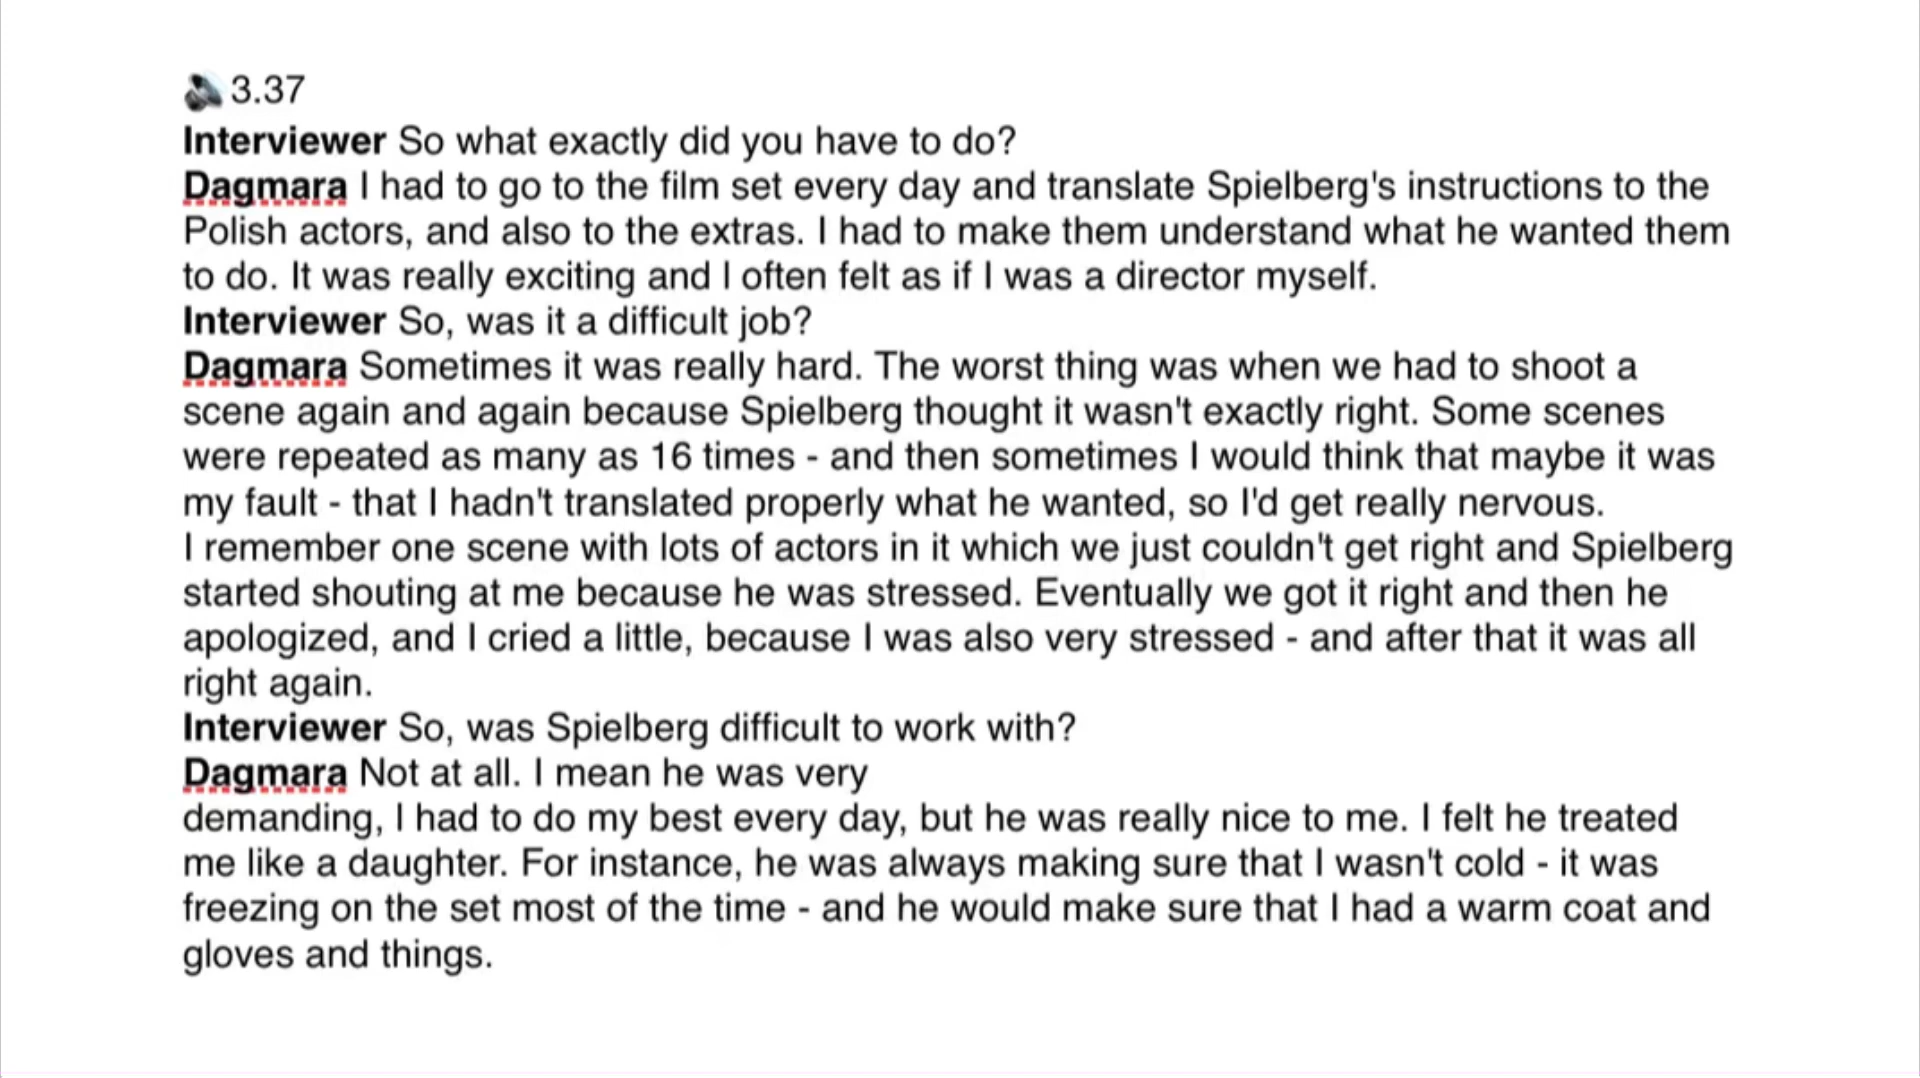 3.37
Interviewer So what exactly did you have to do?
Dagmara I had to go to the film set every day and translate Spielberg's instructions to the
Polish actors, and also to the extras. I had to make them understand what he wanted them
to do. It was really exciting and I often felt as if I was a director myself.
Interviewer So, was it a difficult job?
Dagmara Sometimes it was really hard. The worst thing was when we had to shoot a
scene again and again because Spielberg thought it wasn't exactly right. Some scenes
were repeated as many as 16 times - and then sometimes I would think that maybe it was
my fault - that I hadn't translated properly what he wanted, so I'd get really nervous.
I remember one scene with lots of actors in it which we just couldn't get right and Spielberg
started shouting at me because he was stressed. Eventually we got it right and then he
apologized, and I cried a little, because I was also very stressed - and after that it was all
right again.
Interviewer So, was Spielberg difficult to work with?
Dagmara Not at all. I mean he was very
demanding, I had to do my best every day, but he was really nice to me. I felt he treated
me like a daughter. For instance, he was always making sure that I wasn't cold - it was
freezing on the set most of the time - and he would make sure that I had a warm coat and
gloves and things.